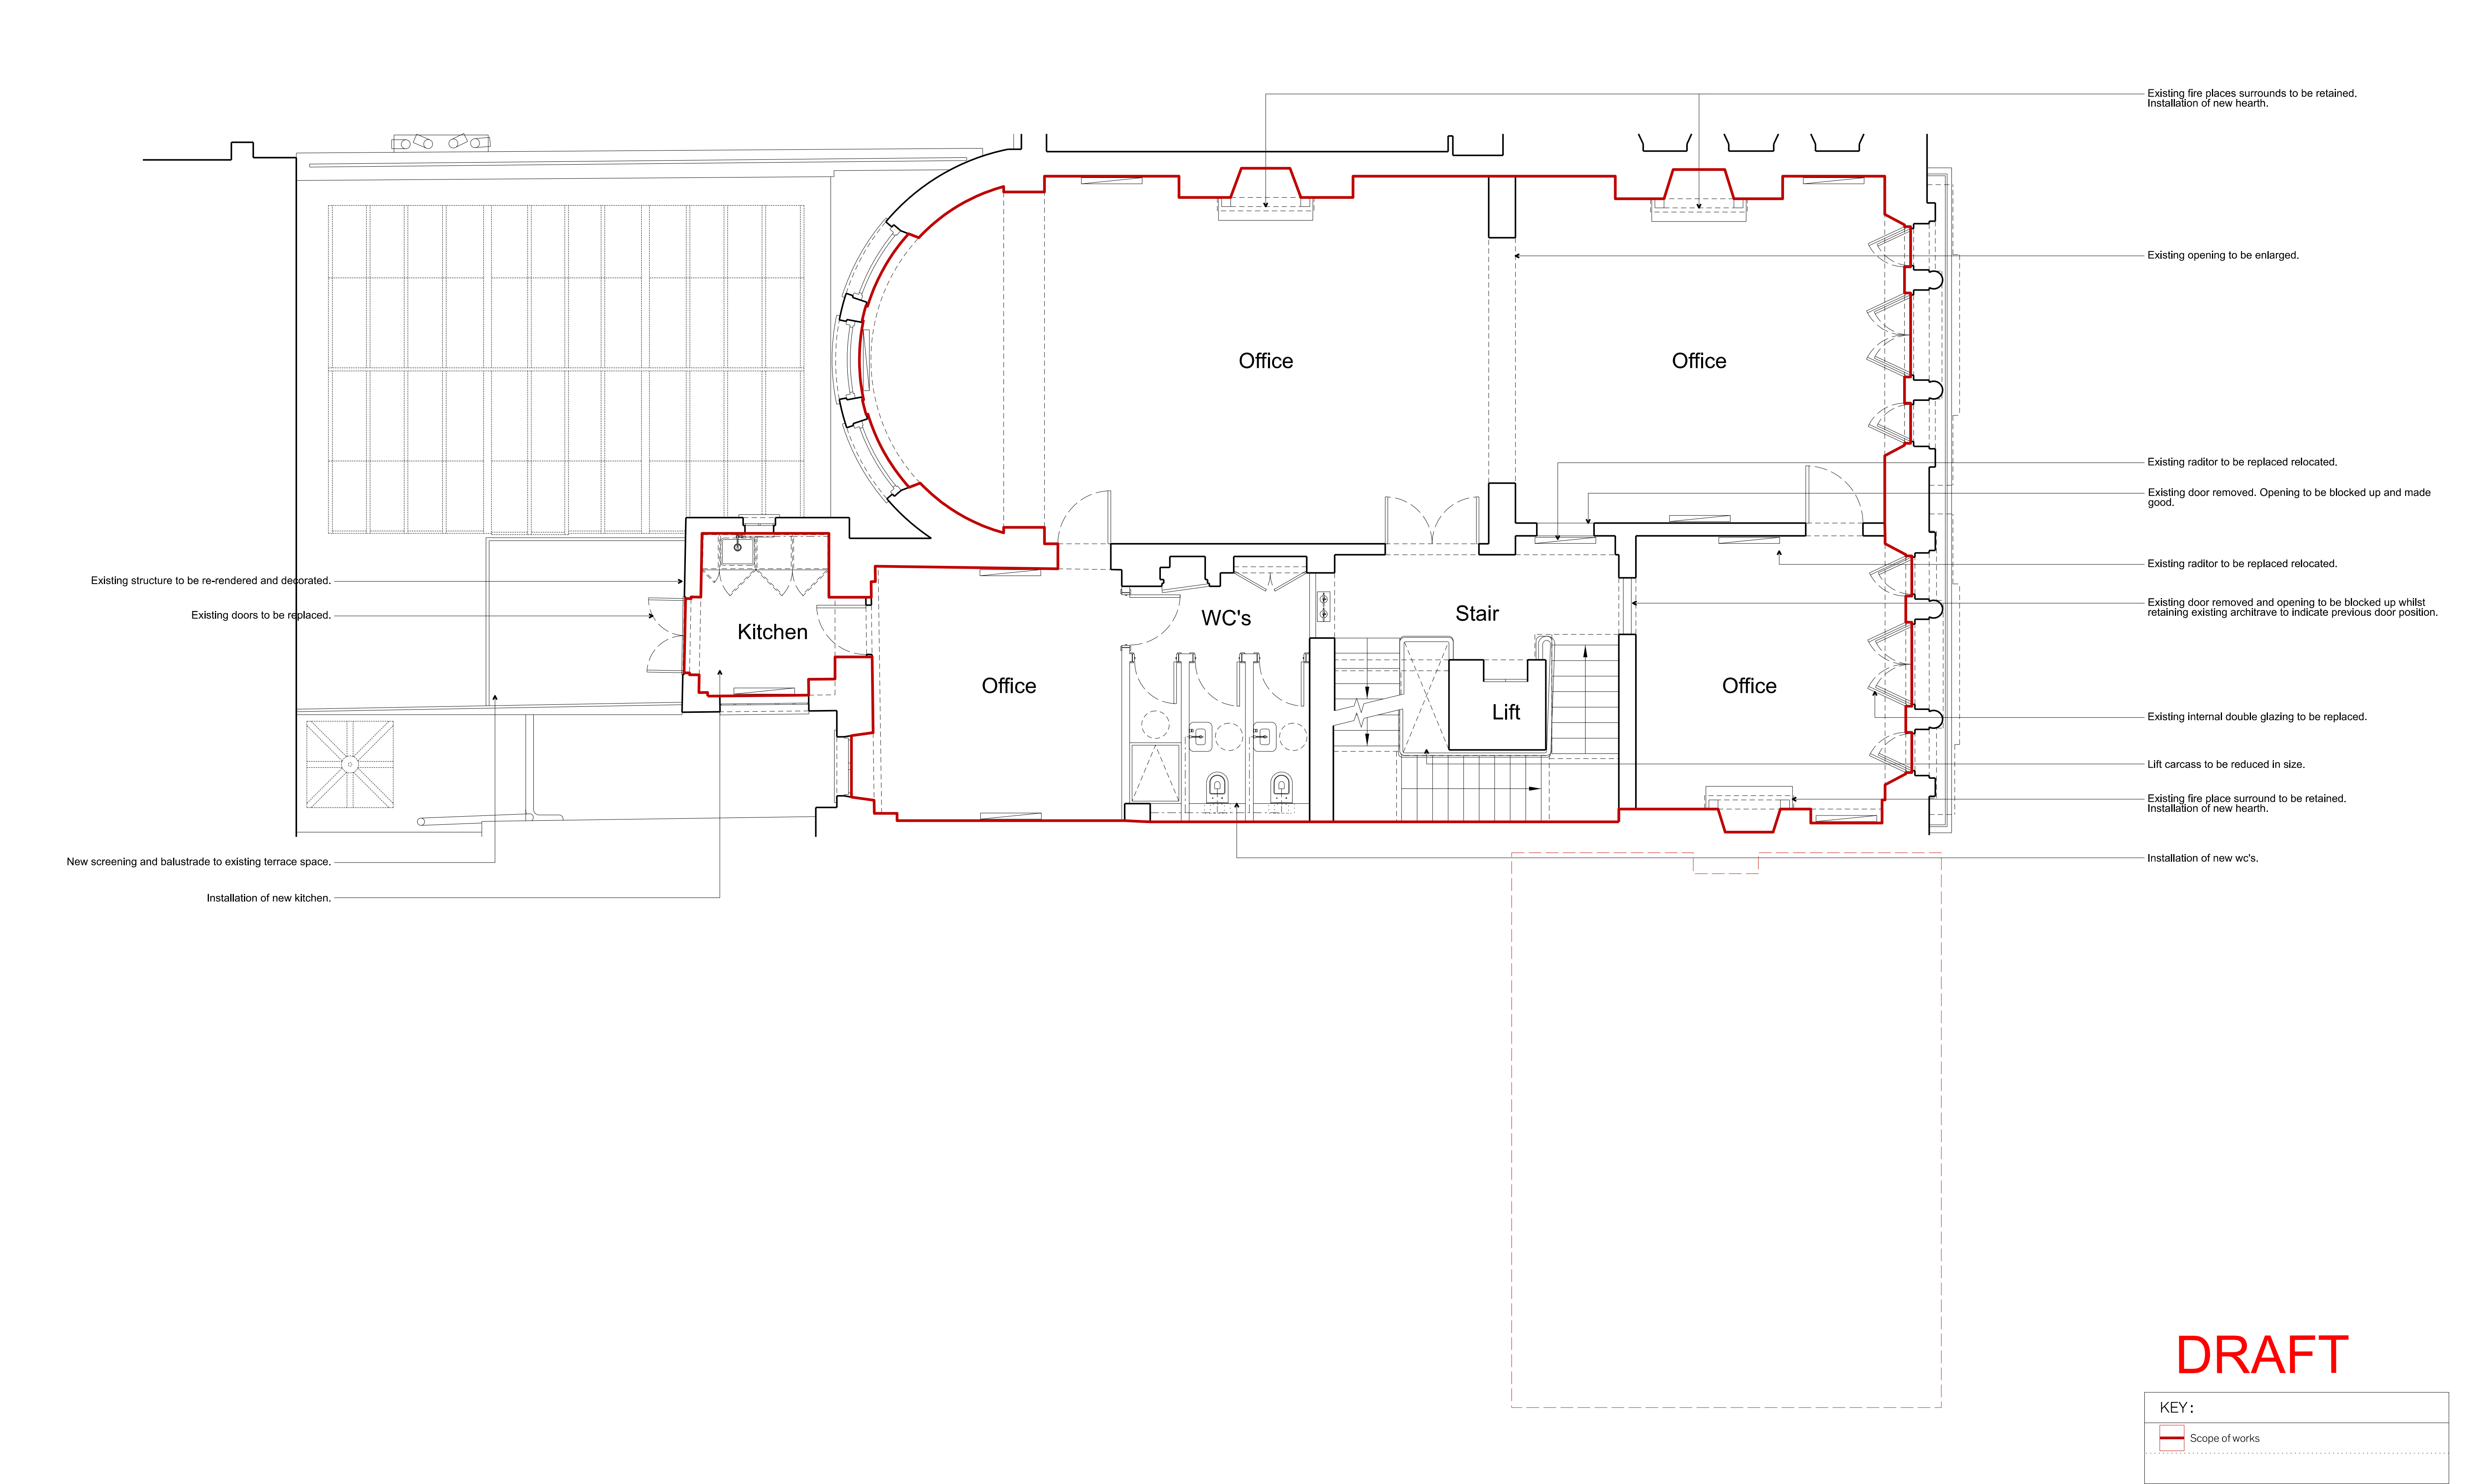 Existing fire places surrounds to be retained.
Installation of new hearth.
Existing opening to be enlarged.
Office
Office
Existing raditor to be replaced relocated.
Existing door removed. Opening to be blocked up and made
good.
Existing raditor to be replaced relocated.
Existing structure to be re-rendered and decorated.
Existing doors to be replaced.
Kitchen
WC's
Stair
Existing door removed and opening to be blocked up whilst
retaining existing architrave to indicate previous door position.
Office
Lift
Office
Existing internal double glazing to be replaced.
Lift carcass to be reduced in size.
Existing fire place surround to be retained.
Installation of new hearth.
New screening and balustrade to existing terrace space.
Installation of new wc's.
Installation of new kitchen.
DRAFT
KEY:
Scope of works